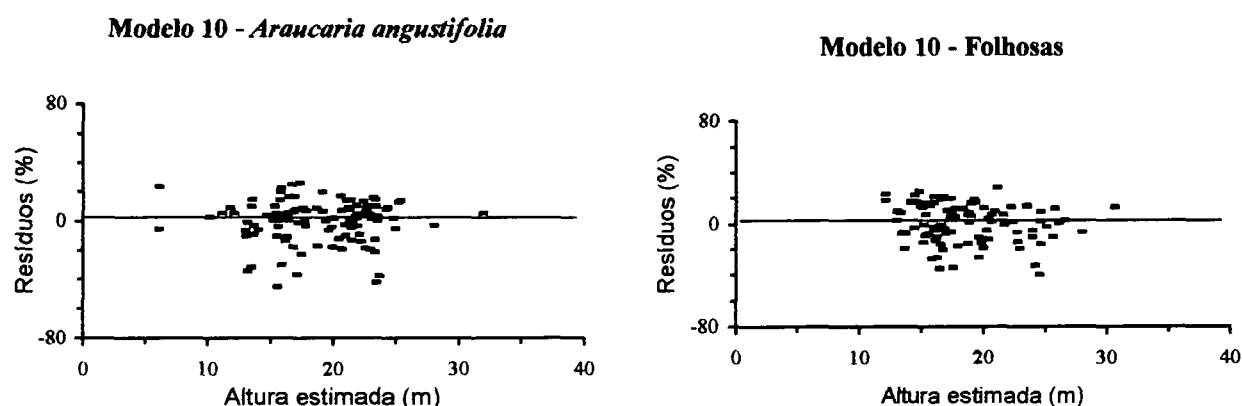 Modelo 10 - Araucaria angustifolia
80
0
-80
Resíduos (%)
0 10 20 30 40
Altura estimada (m)
Modelo 10 - Folhosas
80
0
-80
Resíduos (%)
0 10 20 30 40
Altura estimada (m)